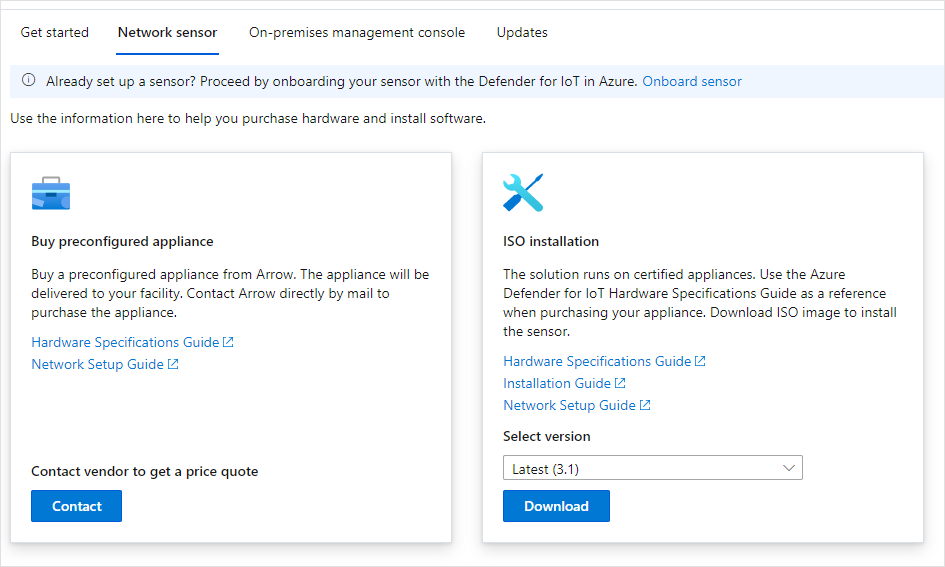 Get started Network sensor On-premises management console Updates
Already set up a sensor? Proceed by onboarding your sensor with the Defender for IoT in Azure. Onboard sensor
Use the information here to help you purchase hardware and install software.
Buy preconfigured appliance
Buy a preconfigured appliance from Arrow. The appliance will be
delivered to your facility. Contact Arrow directly by mail to
purchase the appliance.
Hardware Specifications Guide
Network Setup Guide
Contact vendor to get a price quote
Contact
ISO installation
The solution runs on certified appliances. Use the Azure
Defender for IoT Hardware Specifications Guide as a reference
when purchasing your appliance. Download ISO image to install
the sensor.
Hardware Specifications Guide
Installation Guide
Network Setup Guide
Select version
Latest (3.1)
Download